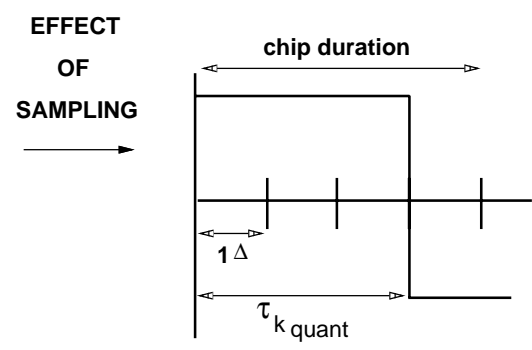 EFFECT
OF
SAMPLING
chip duration
1 Δ
τ k quant